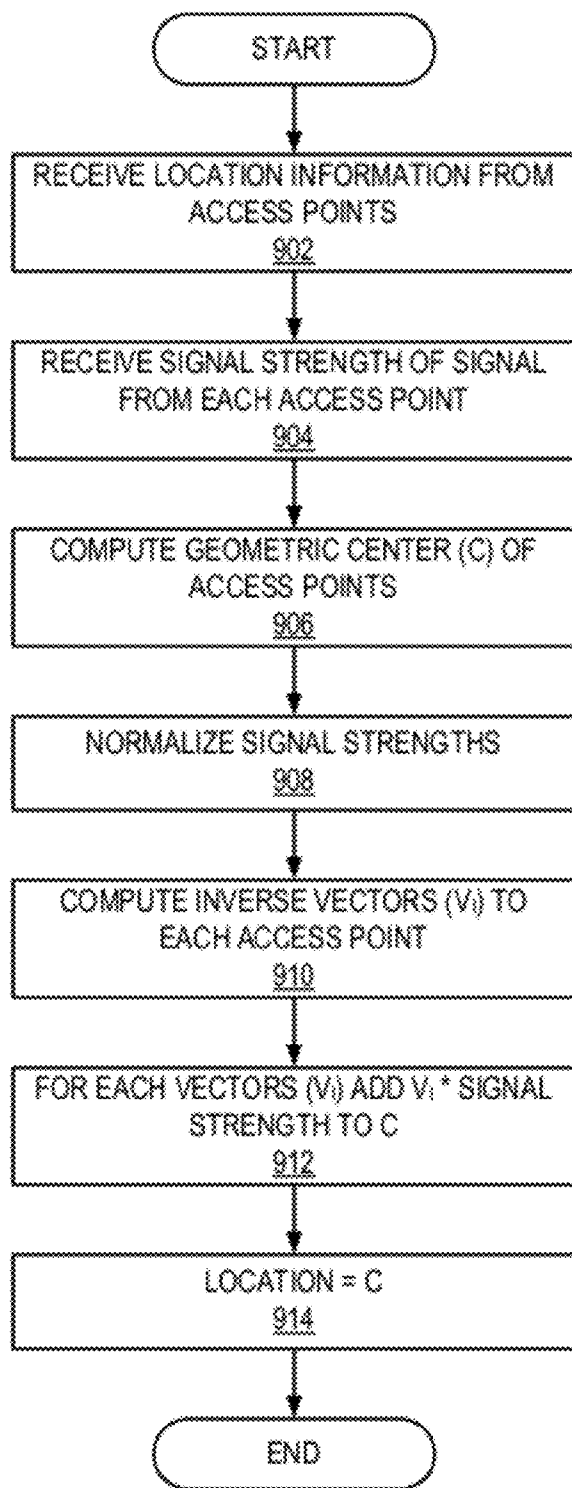 START
RECEIVE LOCATION INFORMATION FROM
ACCESS POINTS
902
RECEIVE SIGNAL STRENGTH OF SIGNAL
FROM EACH ACCESS POINT
904
COMPUTE GEOMETRIC CENTER (C) OF
ACCESS POINTS
906
NORMALIZE SIGNAL STRENGTHS
908
COMPUTE INVERSE VECTORS (Vᵢ) TO
EACH ACCESS POINT
910
FOR EACH VECTORS (Vᵢ) ADD Vᵢ * SIGNAL
STRENGTH TO C
912
LOCATION = C
914
END